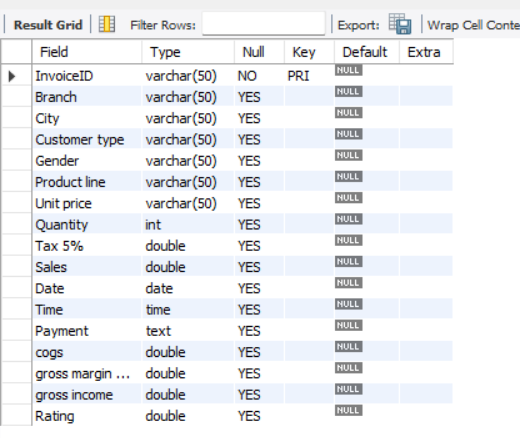 Result Grid Filter Rows: Export: Wrap Cell Conte
Field Type Null Key Default Extra
InvoiceID varchar(50) NO PRI NULL
Branch varchar(50) YES NULL
City varchar(50) YES NULL
Customer type varchar(50) YES NULL
Gender varchar(50) YES NULL
Product line varchar(50) YES NULL
Unit price varchar(50) YES NULL
Quantity int YES NULL
Tax 5% double YES NULL
Sales double YES NULL
Date date YES NULL
Time time YES NULL
Payment text YES NULL
cogs double YES NULL
gross margin ... double YES NULL
gross income double YES NULL
Rating double YES NULL